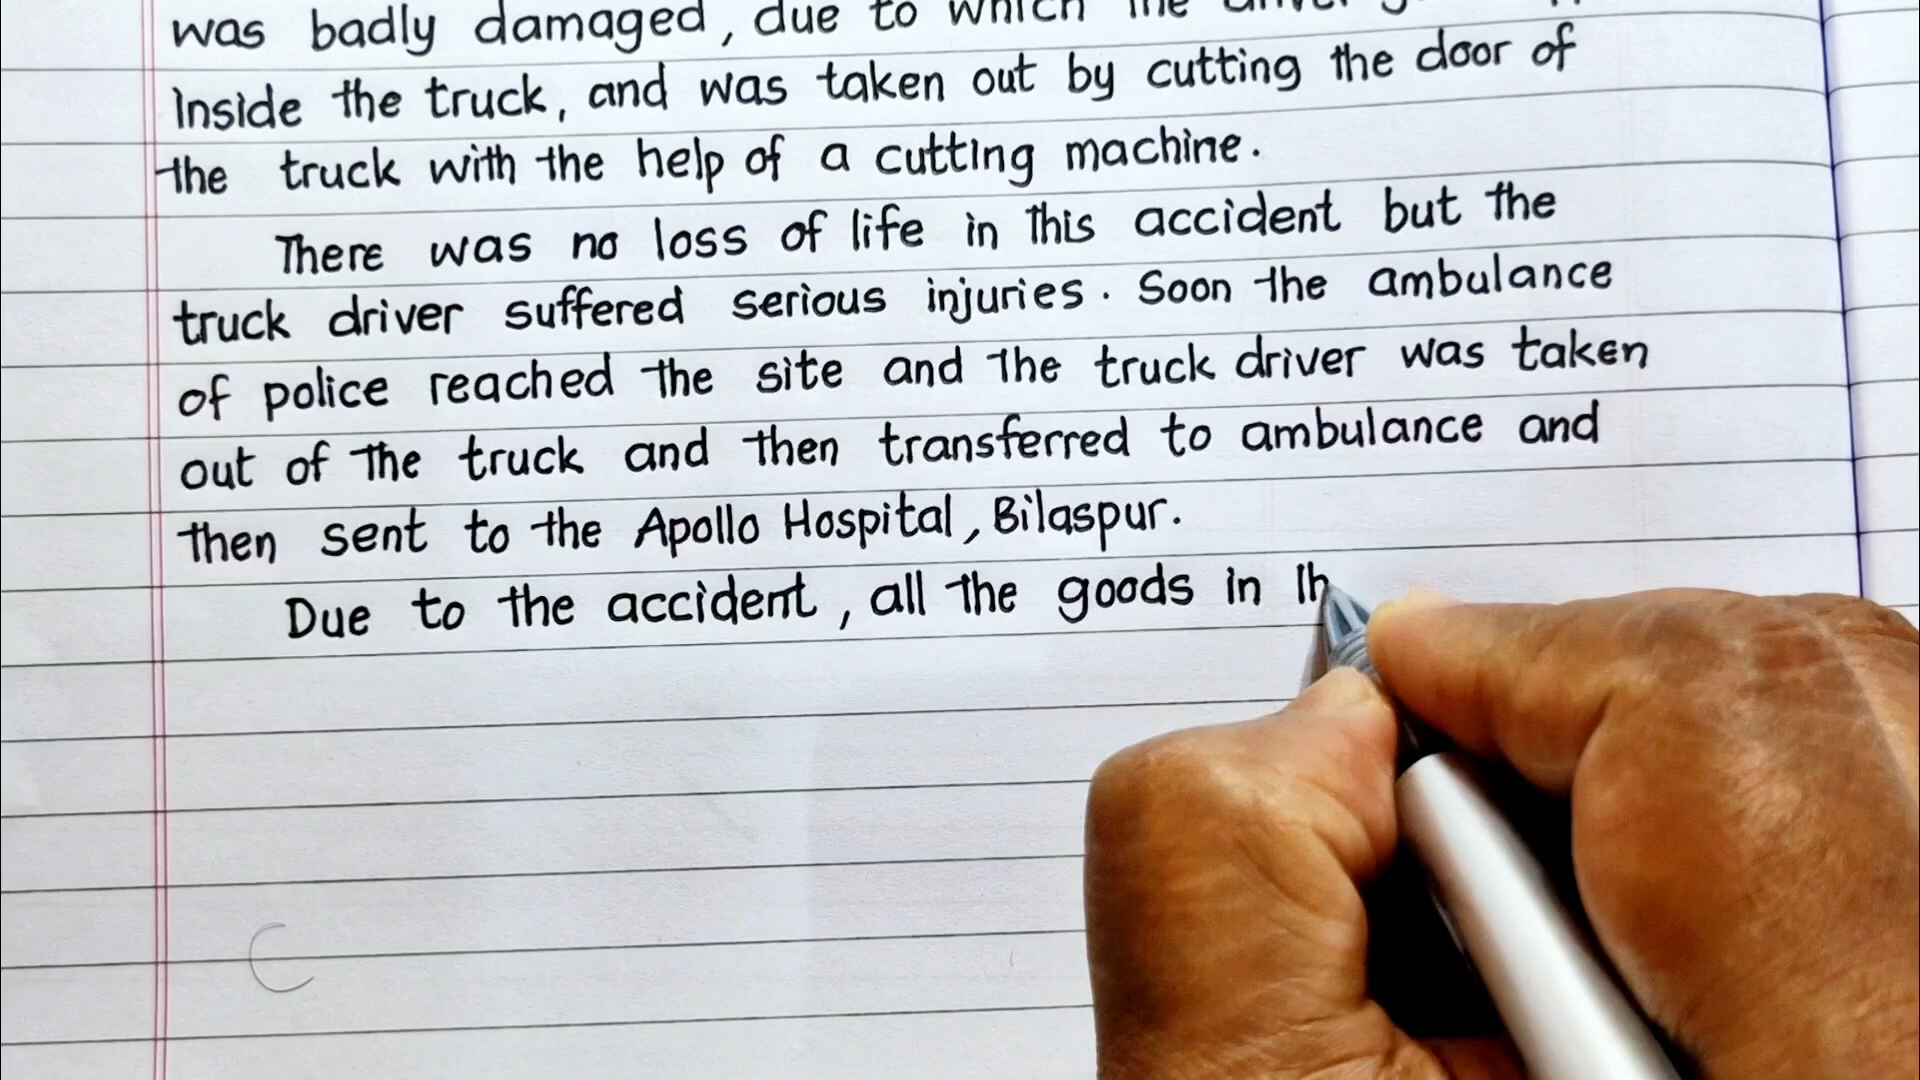 was badly damaged, due to which the driver
Inside the truck, and was taken out by cutting the door of
the truck with the help of a cutting machine.
There was no loss of life in this accident but the
truck driver suffered serious injuries. Soon the ambulance
of police reached the site and the truck driver was taken
out of the truck and then transferred to ambulance and
then sent to the Apollo Hospital, Bilaspur.
Due to the accident, all the goods in th